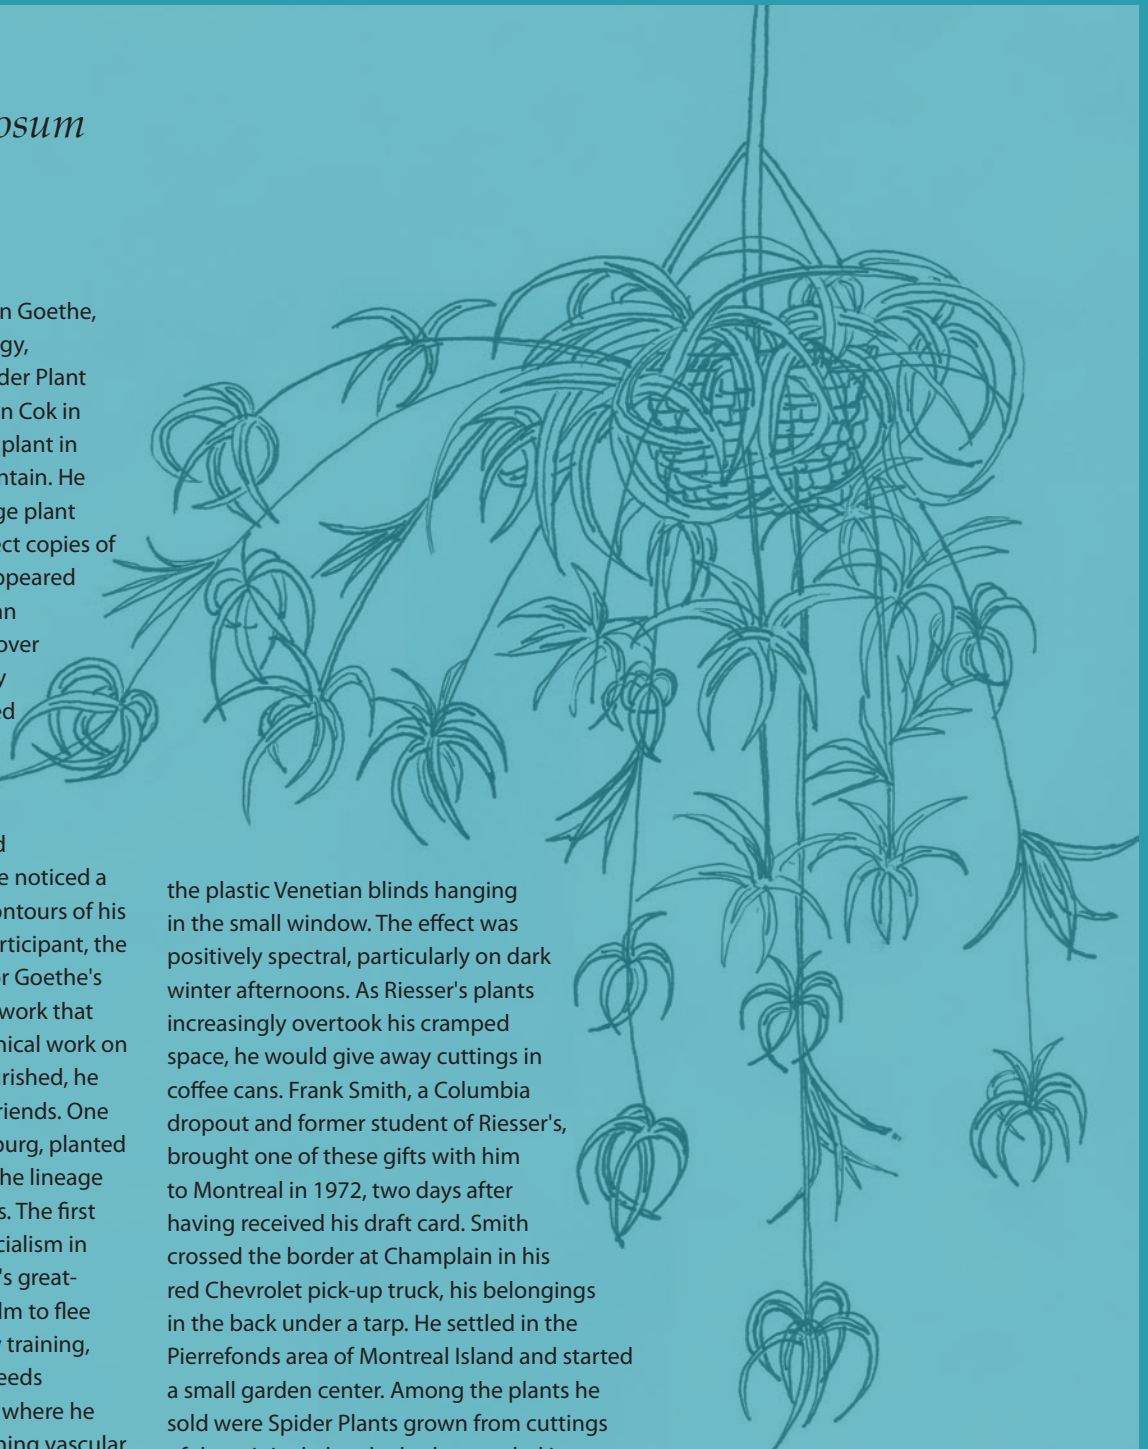 osum
n Goethe,
gy,
der Plant
n Cok in
plant in
ntain. He
ge plant
ect copies of
ppeared
an
over
y
ed
d
e noticed a
ontours of his
rticipant, the
or Goethe's
work that
nical work on
urished, he
riends. One
burg, planted
the lineage
s. The first
cialism in
's great-
lm to flee
y training,
eeds
where he
ning vascular
the plastic Venetian blinds hanging
in the small window. The effect was
positively spectral, particularly on dark
winter afternoons. As Riesser's plants
increasingly overtook his cramped
space, he would give away cuttings in
coffee cans. Frank Smith, a Columbia
dropout and former student of Riesser's,
brought one of these gifts with him
to Montreal in 1972, two days after
having received his draft card. Smith
crossed the border at Champlain in his
red Chevrolet pick-up truck, his belongings
in the back under a tarp. He settled in the
Pierrefonds area of Montreal Island and started
a small garden center. Among the plants he
sold were Spider Plants grown from cuttings